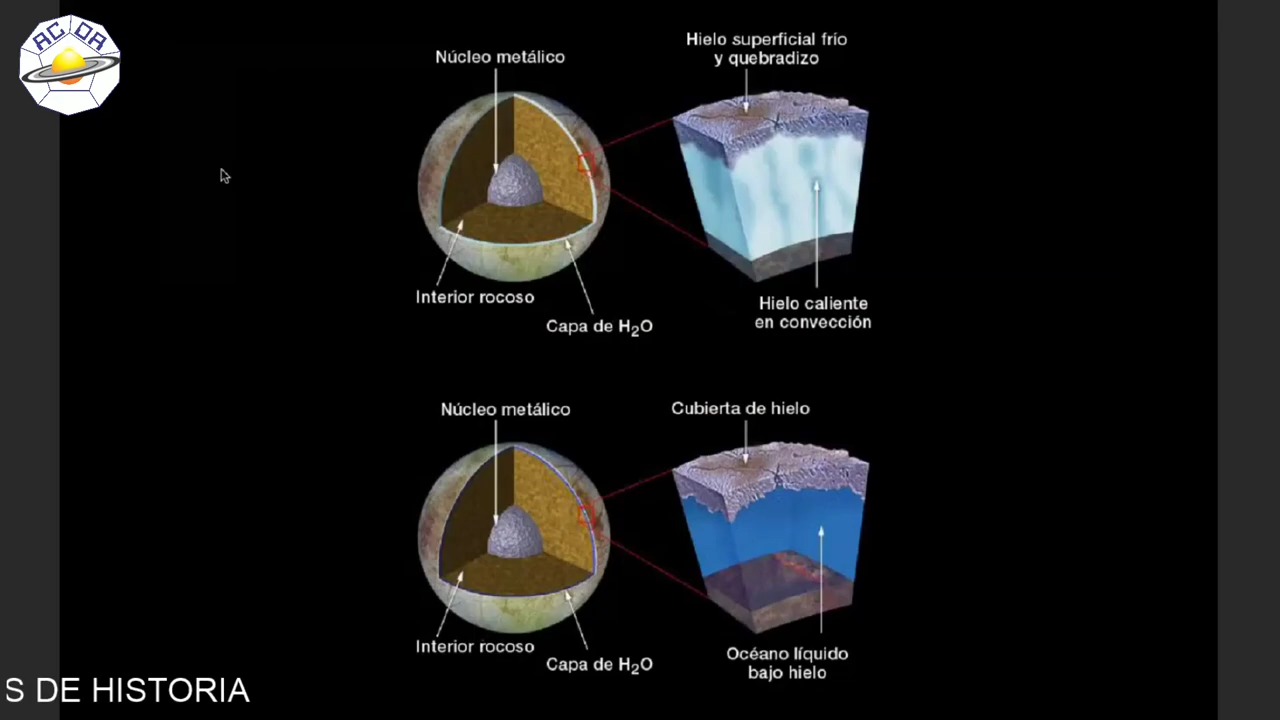 ACDA
Núcleo metálico
Hielo superficial frío
y quebradizo
Interior rocoso
Capa de H₂O
Hielo caliente
en convección
Núcleo metálico
Cubierta de hielo
Interior rocoso
Capa de H₂O
Océano líquido
bajo hielo
S DE HISTORIA